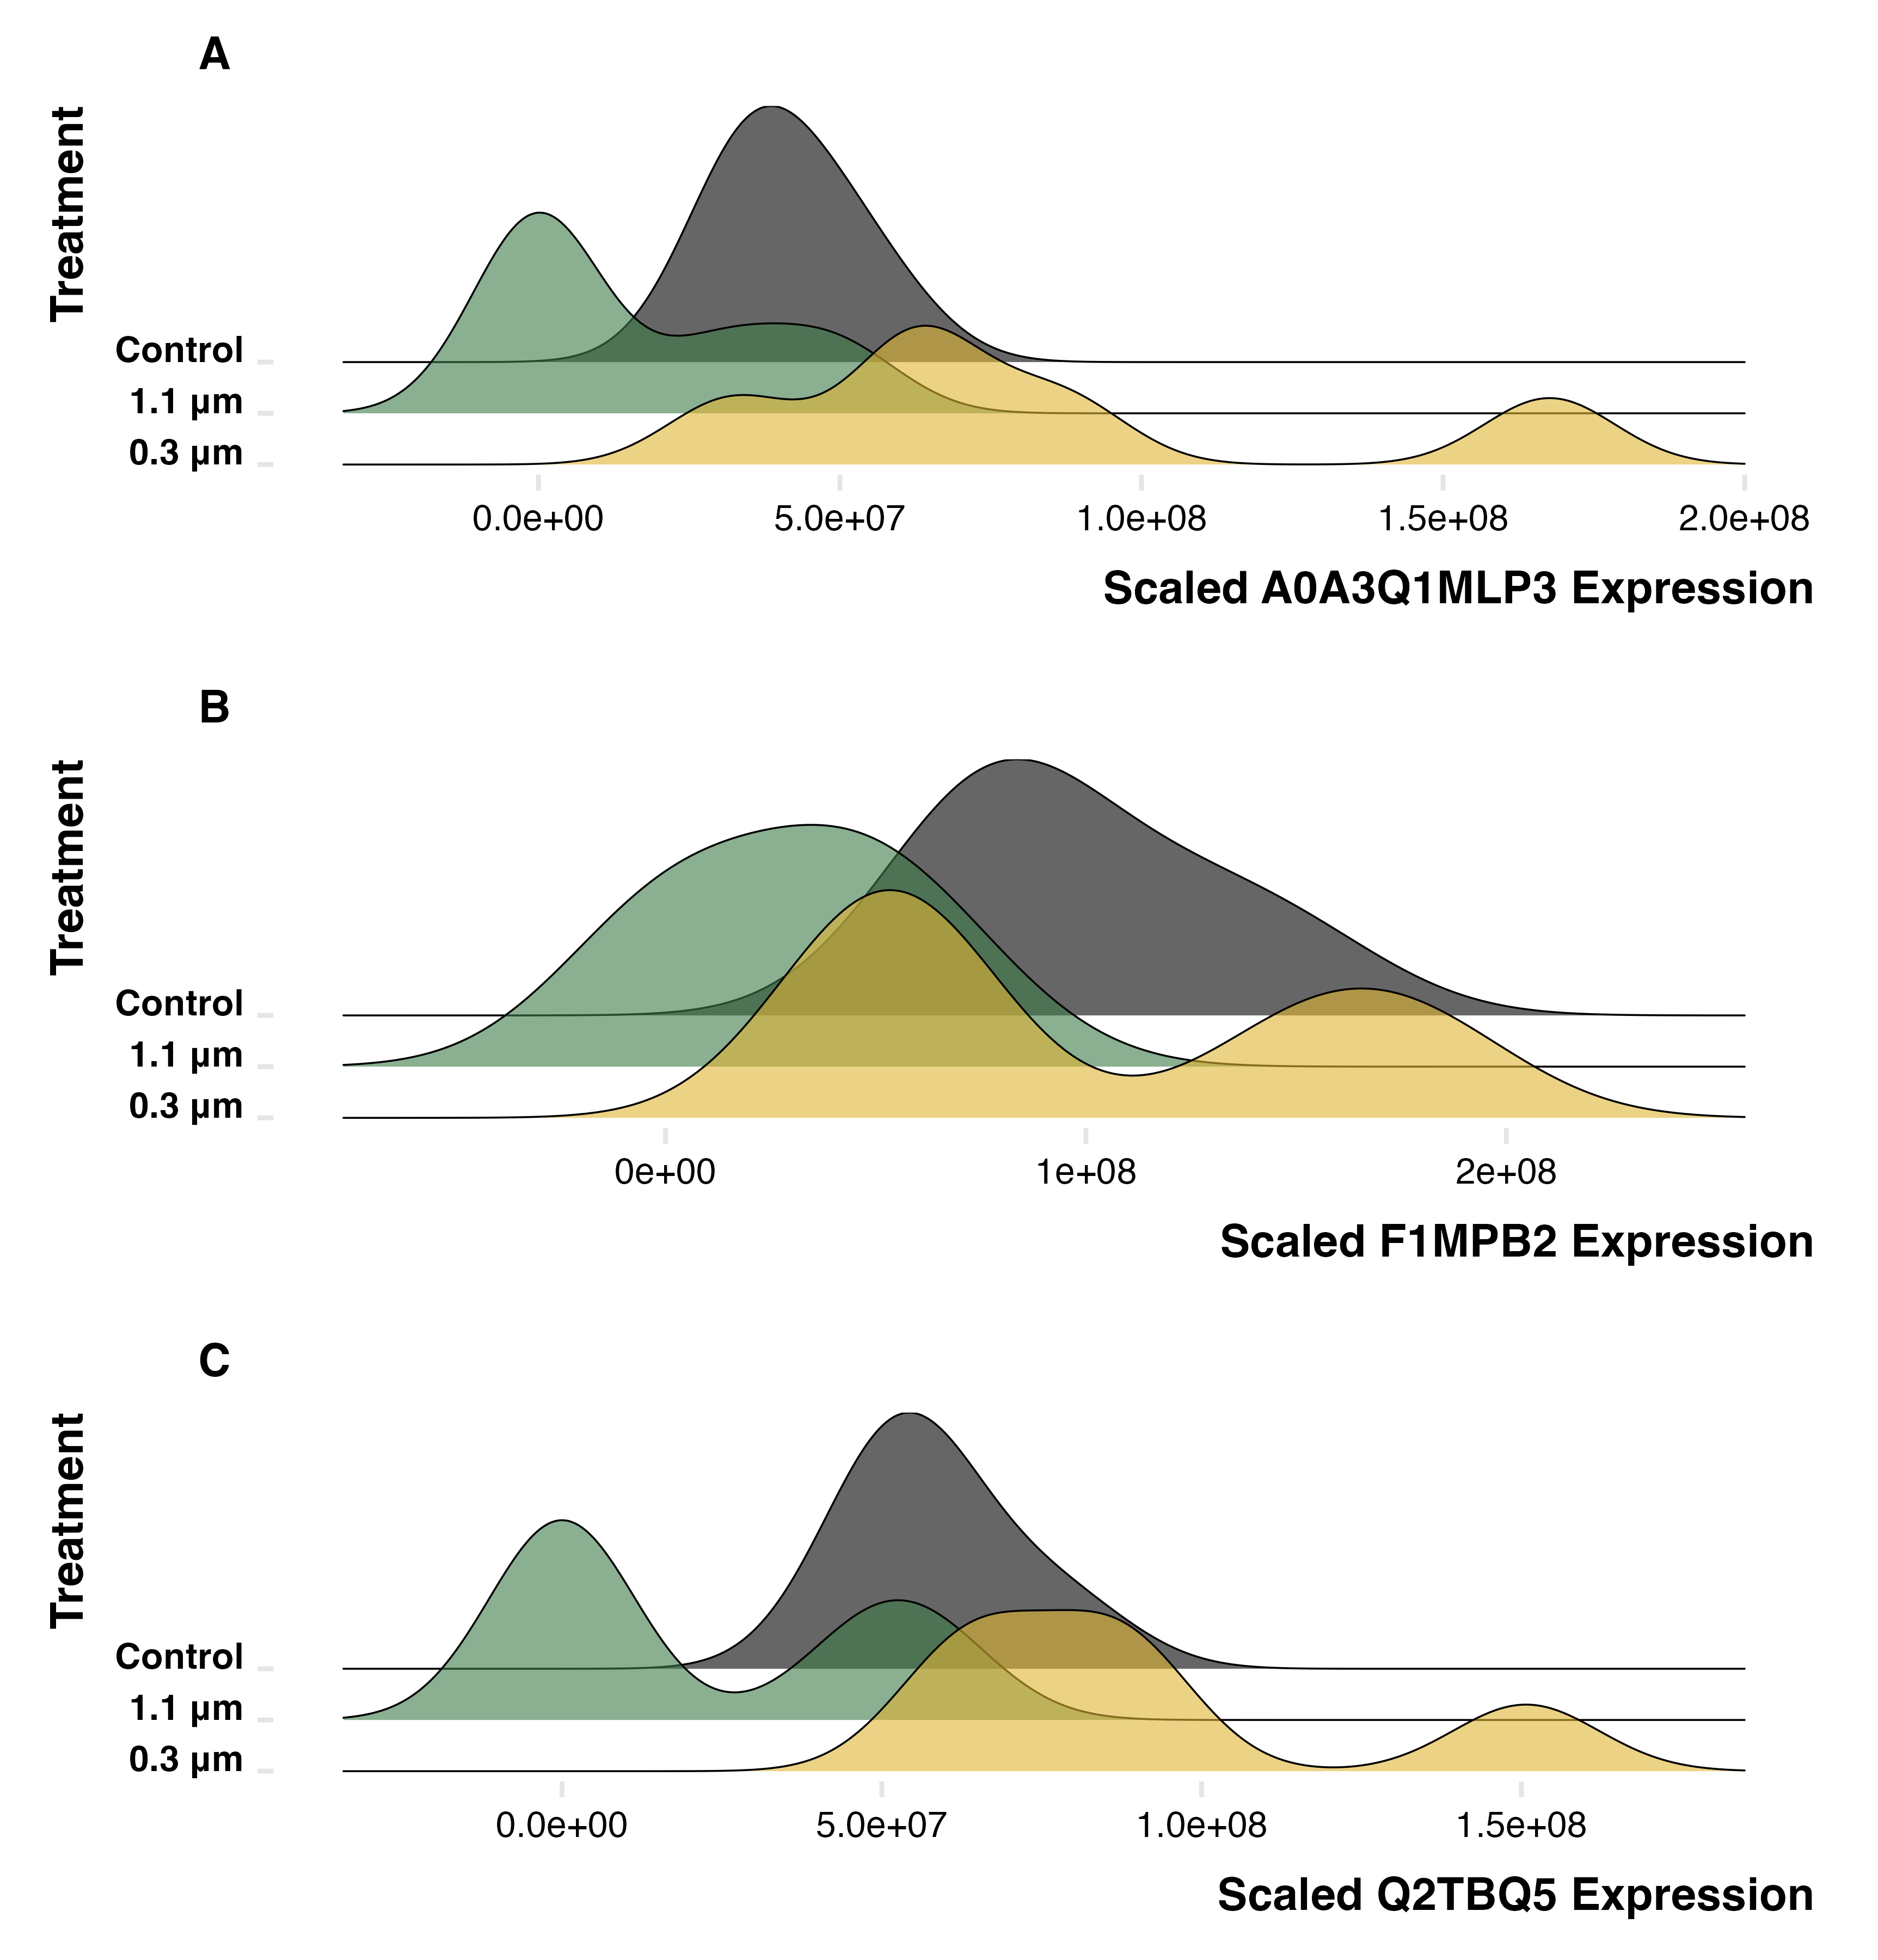 A
Treatment
Control
1.1 µm
0.3 µm
0.0e+00 5.0e+07 1.0e+08 1.5e+08 2.0e+08
Scaled A0A3Q1MLP3 Expression
B
Treatment
Control
1.1 µm
0.3 µm
0e+00 1e+08 2e+08
Scaled F1MPB2 Expression
C
Treatment
Control
1.1 µm
0.3 µm
0.0e+00 5.0e+07 1.0e+08 1.5e+08
Scaled Q2TBQ5 Expression